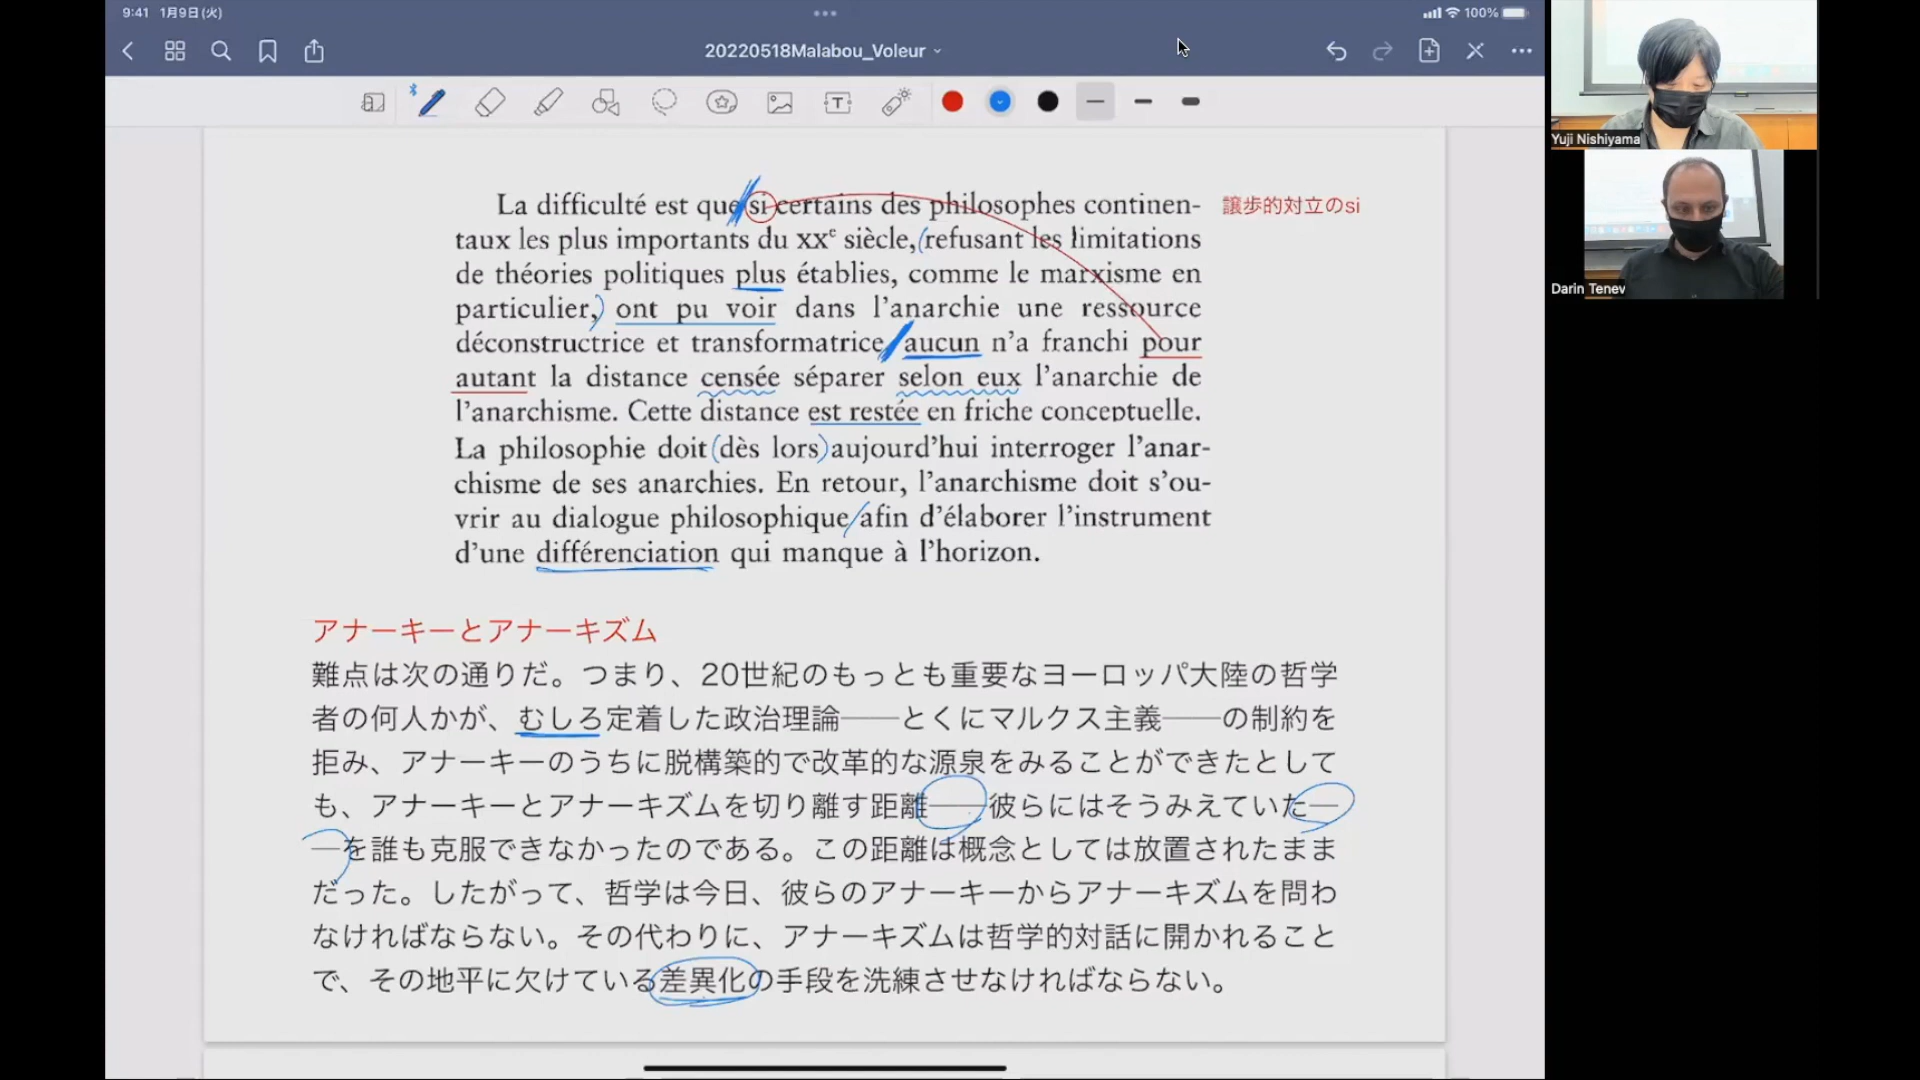 9:41 1月9日(火)
100%
20220518Malabou_Voleur
T
La difficulté est que si certains des philosophes continen-
taux les plus importants du XXe siècle, (refusant les limitations
de théories politiques plus établies, comme le marxisme en
particulier,) ont pu voir dans l'anarchie une ressource
déconstructrice et transformatrice/aucun n'a franchi pour
autant la distance censée séparer selon eux l'anarchie de
l'anarchisme. Cette distance est restée en friche conceptuelle.
La philosophie doit (dès lors) aujourd'hui interroger l'anar-
chisme de ses anarchies. En retour, l'anarchisme doit s'ou-
vrir au dialogue philosophique/afin d'élaborer l'instrument
d'une différenciation qui manque à l'horizon.
譲歩的対立のsi
アナーキーとアナーキズム
難点は次の通りだ。つまり、20世紀のもっとも重要なヨーロッパ大陸の哲学
者の何人かが、むしろ定着した政治理論――とくにマルクス主義――の制約を
拒み、アナーキーのうちに脱構築的で改革的な源泉をみることができたとして
も、アナーキーとアナーキズムを切り離す距離――彼らにはそうみえていた―
―を誰も克服できなかったのである。この距離は概念としては放置されたまま
だった。したがって、哲学は今日、彼らのアナーキーからアナーキズムを問わ
なければならない。その代わりに、アナーキズムは哲学的対話に開かれること
で、その地平に欠けている差異化の手段を洗練させなければならない。
Yuji Nishiyama
Darin Tenev